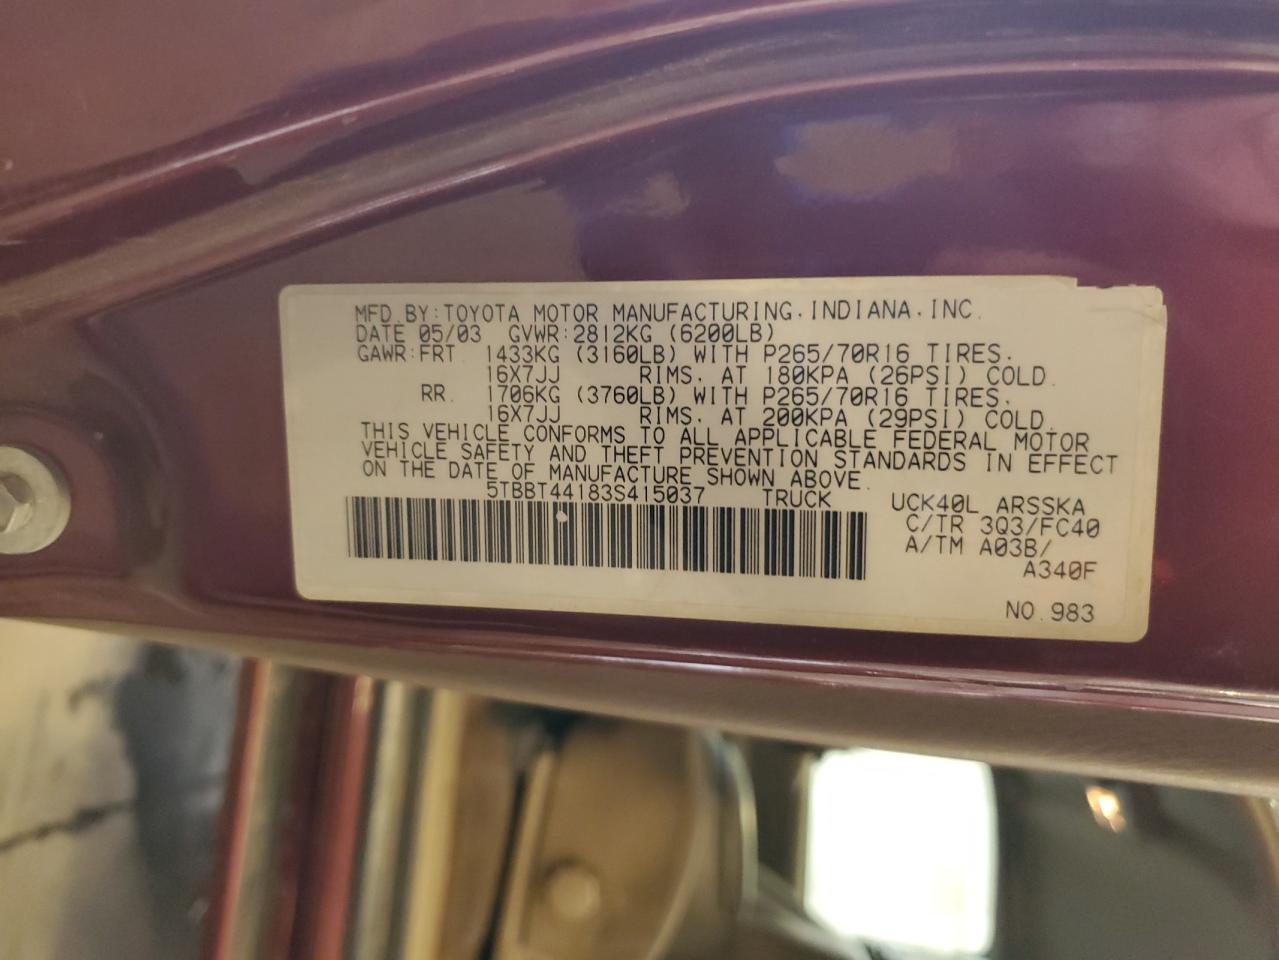 MFD. BY: TOYOTA MOTOR MANUFACTURING, INDIANA, INC.
DATE 05/03 GVWR: 2812KG (6200LB)
GAWR: FRT. 1433KG (3160LB) WITH P265/70R16 TIRES.
16X7JJ RIMS. AT 180KPA (26PSI) COLD.
RR. 1706KG (3760LB) WITH P265/70R16 TIRES.
16X7JJ RIMS. AT 200KPA (29PSI) COLD.
THIS VEHICLE CONFORMS TO ALL APPLICABLE FEDERAL MOTOR
VEHICLE SAFETY AND THEFT PREVENTION STANDARDS IN EFFECT
ON THE DATE OF MANUFACTURE SHOWN ABOVE.
5TBBT44183S415037 TRUCK
UCK40L ARSSKA
C/TR 3Q3/FC40
A/TM A03B/
A340F
NO. 983